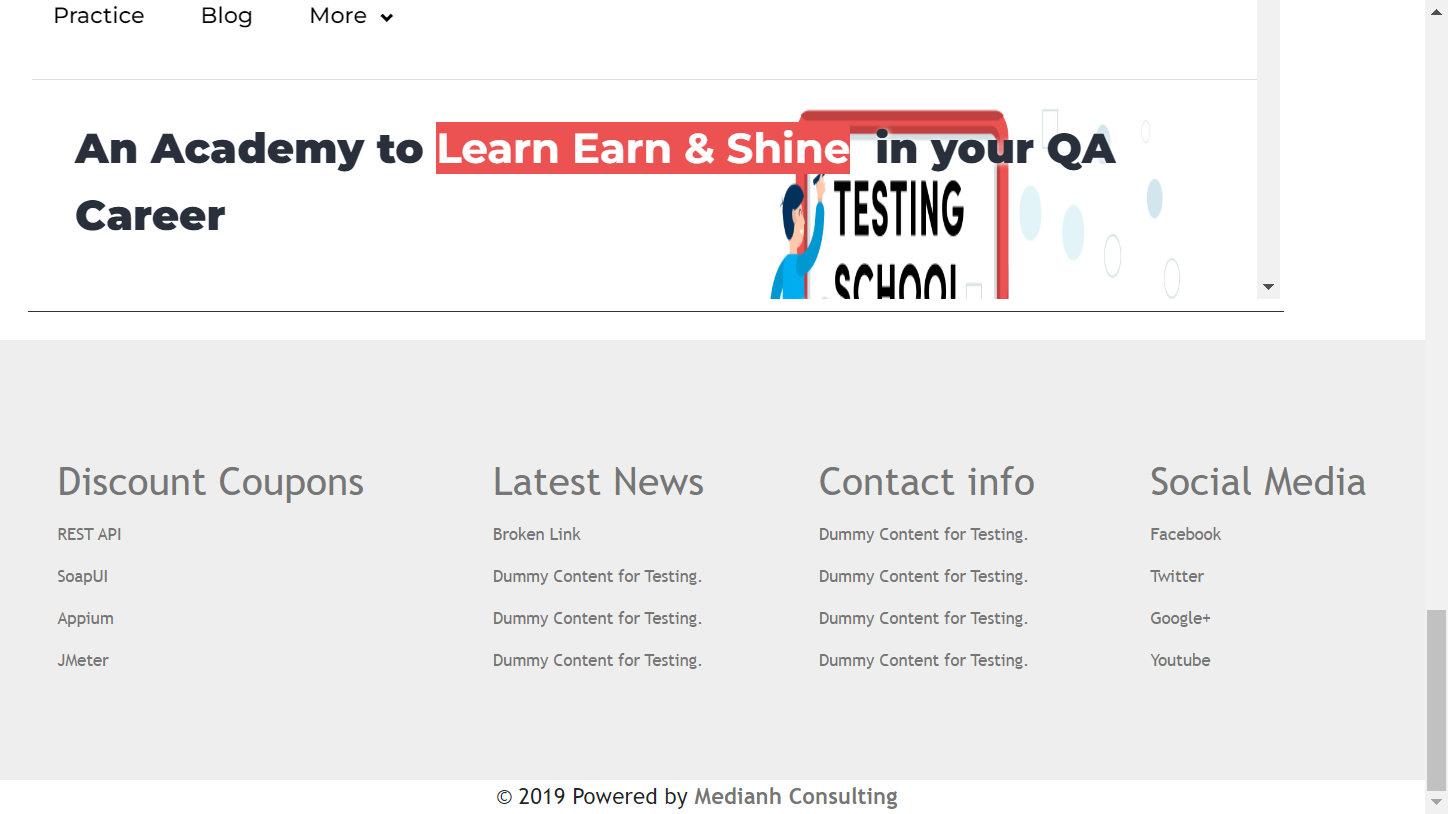 Practice Blog More
An Academy to Learn Earn & Shine in your QA
Career
TESTING
SCHOOL
Discount Coupons
REST API
SoapUI
Appium
JMeter
Latest News
Broken Link
Dummy Content for Testing.
Dummy Content for Testing.
Dummy Content for Testing.
Contact info
Dummy Content for Testing.
Dummy Content for Testing.
Dummy Content for Testing.
Dummy Content for Testing.
Social Media
Facebook
Twitter
Google+
Youtube
© 2019 Powered by Medianh Consulting